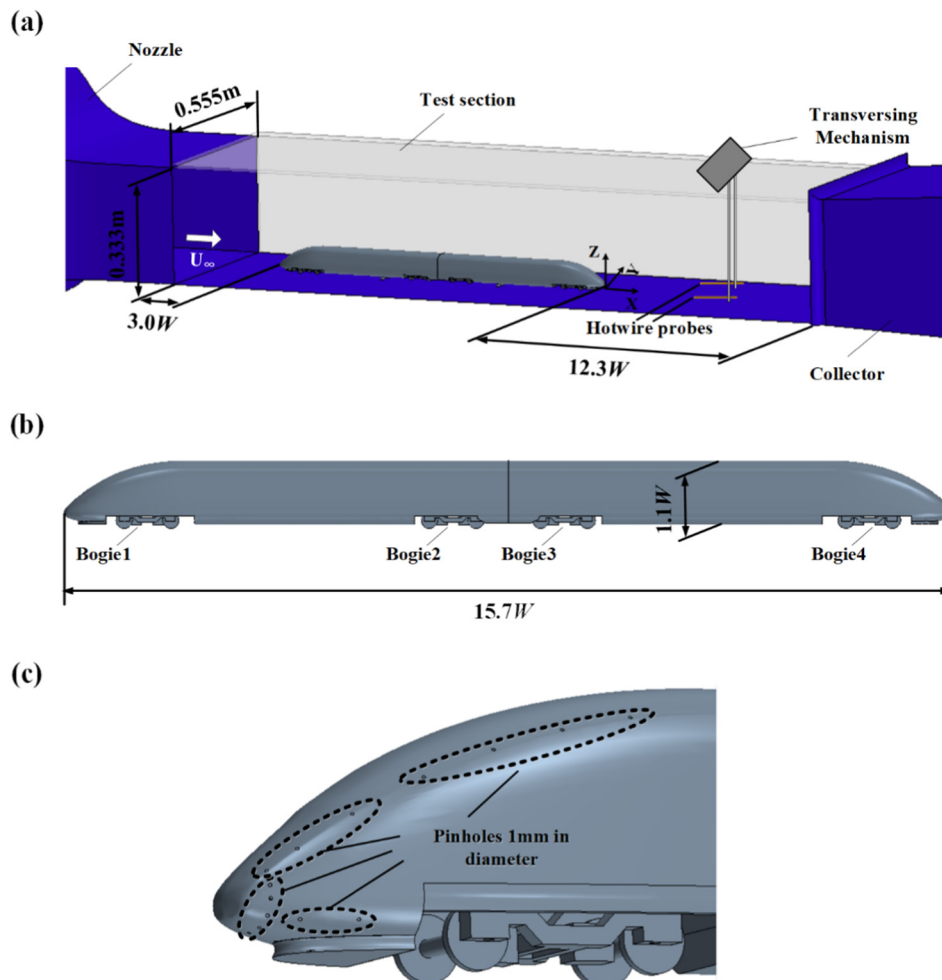 (a)
Nozzle
0.555m
Test section
Transversing
Mechanism
0.333m
U∞
Z
Y
X
3.0W
Hotwire probes
12.3W
Collector
(b)
1.1W
Bogie1
Bogie2
Bogie3
Bogie4
15.7W
(c)
Pinholes 1mm in
diameter